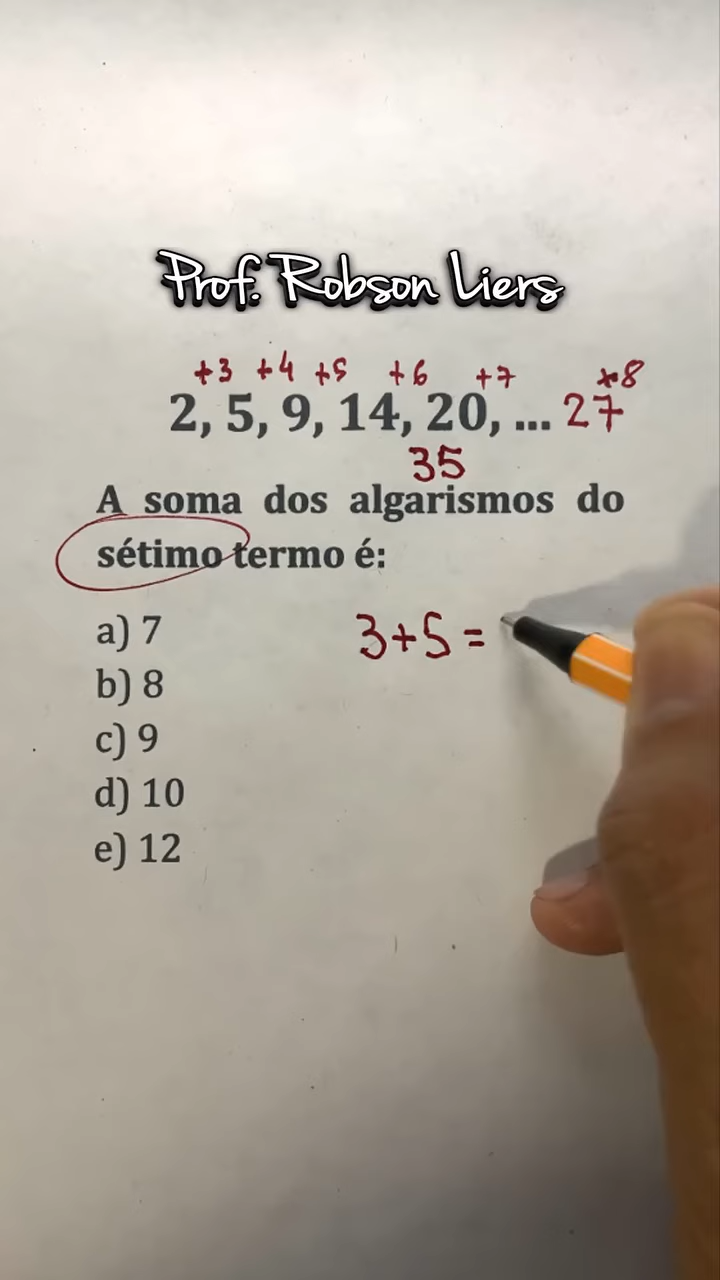 Prof. Robson Liers
+3 +4 +5 +6 +7 +8
2, 5, 9, 14, 20, ... 27
35
A soma dos algarismos do
sétimo termo é:
a) 7
3+5=
b) 8
c) 9
d) 10
e) 12